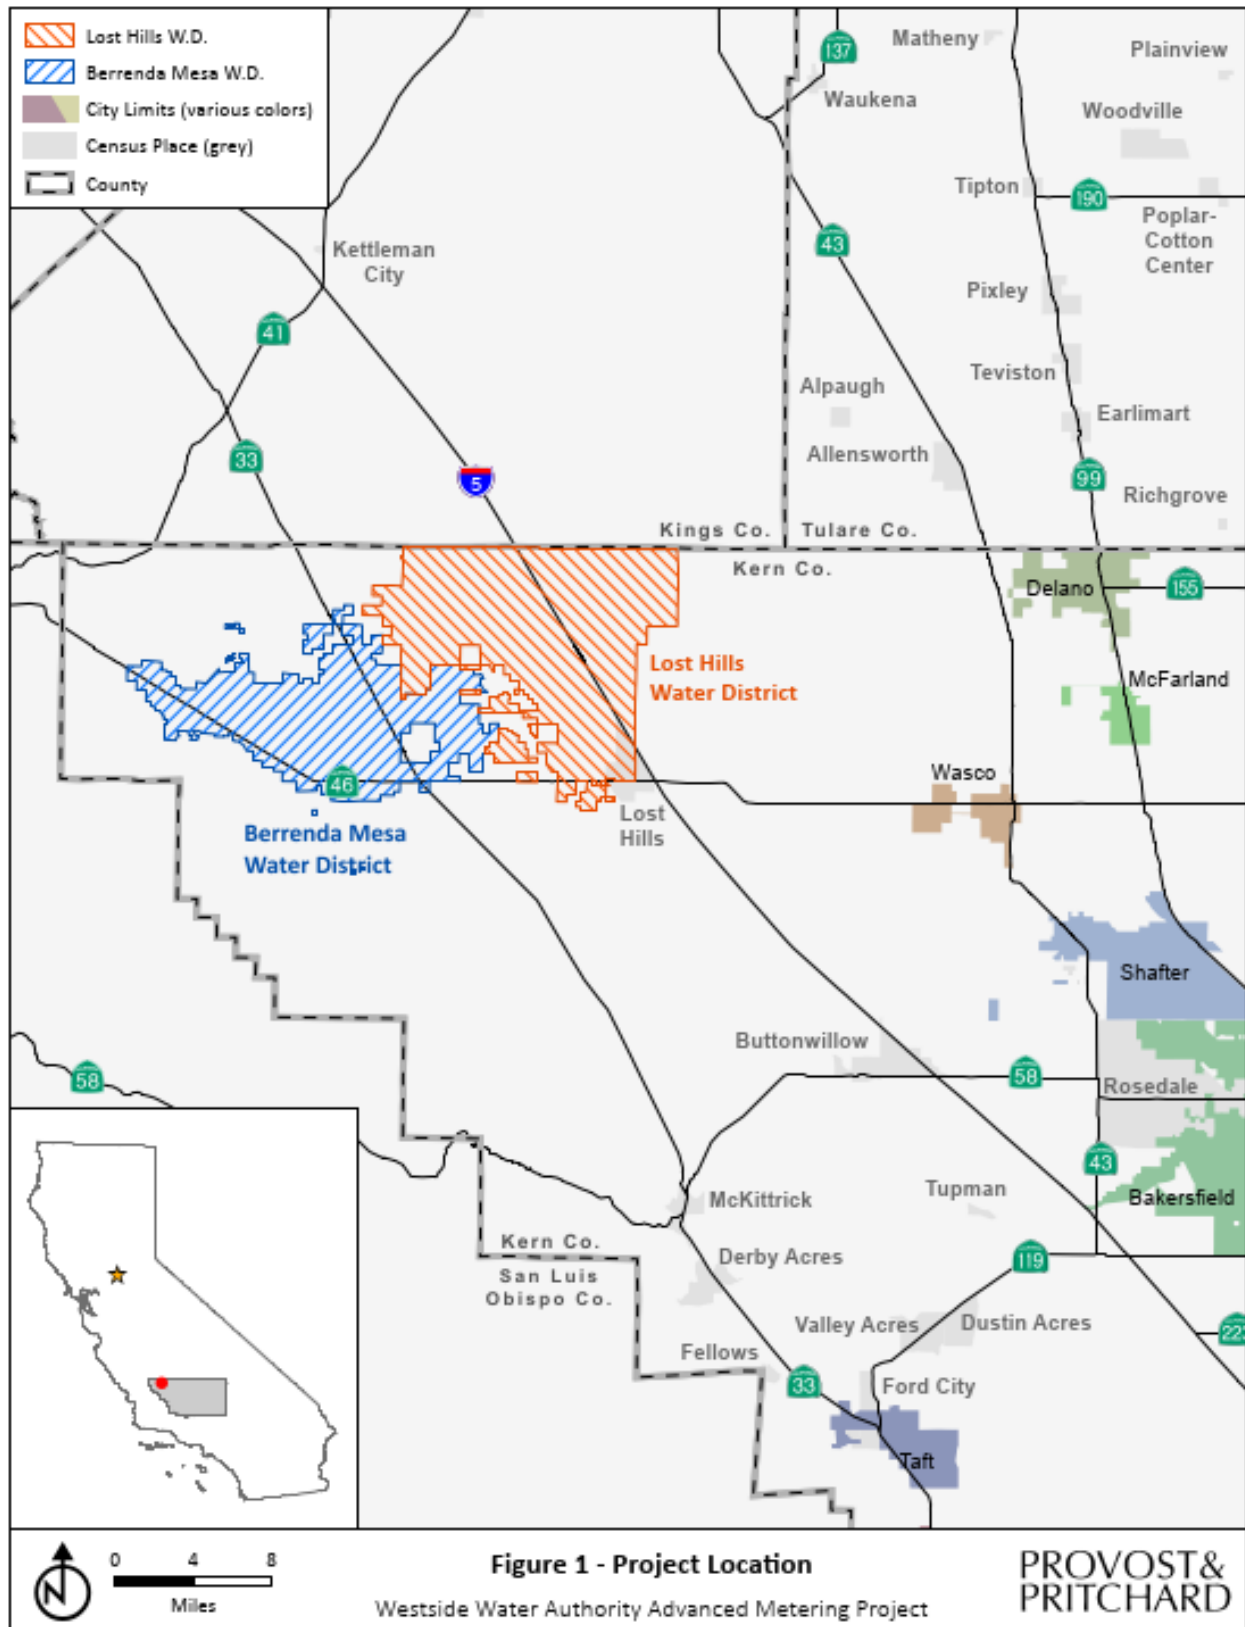 Lost Hills W.D.
Berrenda Mesa W.D.
City Limits (various colors)
Census Place (grey)
County
137
Matheny
Plainview
Waukena
Woodville
Tipton
190
Poplar-
Cotton
Center
43
Kettleman
City
Pixley
41
Teviston
Alpaugh
Earlimart
33
Allensworth
5
99
Richgrove
Kings Co.
Tulare Co.
Kern Co.
Delano
155
Lost Hills
Water District
McFarland
46
Wasco
Lost
Hills
Berrenda Mesa
Water District
Shafter
Buttonwillow
58
58
Rosedale
43
McKittrick
Tupman
Bakersfield
Kern Co.
San Luis
Obispo Co.
Derby Acres
119
Valley Acres
Dustin Acres
223
Fellows
33
Ford City
Taft
N
0 4 8
Miles
Figure 1 - Project Location
Westside Water Authority Advanced Metering Project
PROVOST&
PRITCHARD